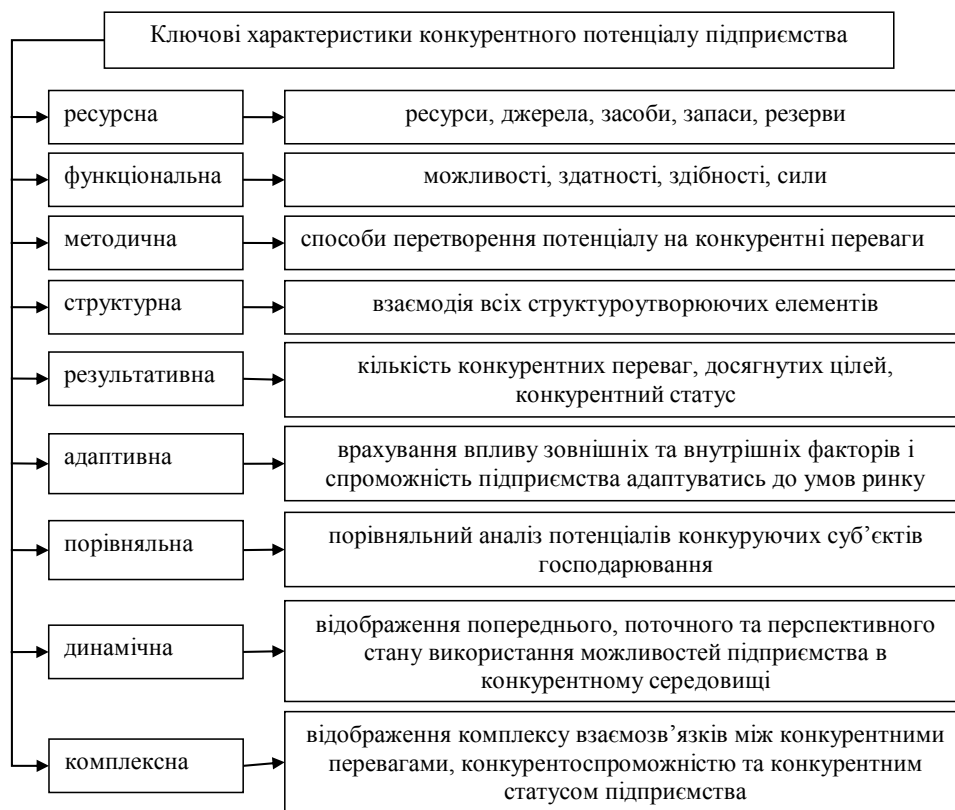 Ключові характеристики конкурентного потенціалу підприємства
ресурсна
ресурси, джерела, засоби, запаси, резерви
функціональна
можливості, здатності, здібності, сили
методична
способи перетворення потенціалу на конкурентні переваги
структурна
взаємодія всіх структуроутворюючих елементів
результативна
кількість конкурентних переваг, досягнутих цілей,
конкурентний статус
адаптивна
врахування впливу зовнішніх та внутрішніх факторів і
спроможність підприємства адаптуватись до умов ринку
порівняльна
порівняльний аналіз потенціалів конкуруючих суб’єктів
господарювання
динамічна
відображення попереднього, поточного та перспективного
стану використання можливостей підприємства в
конкурентному середовищі
комплексна
відображення комплексу взаємозв’язків між конкурентними
перевагами, конкурентоспроможністю та конкурентним
статусом підприємства